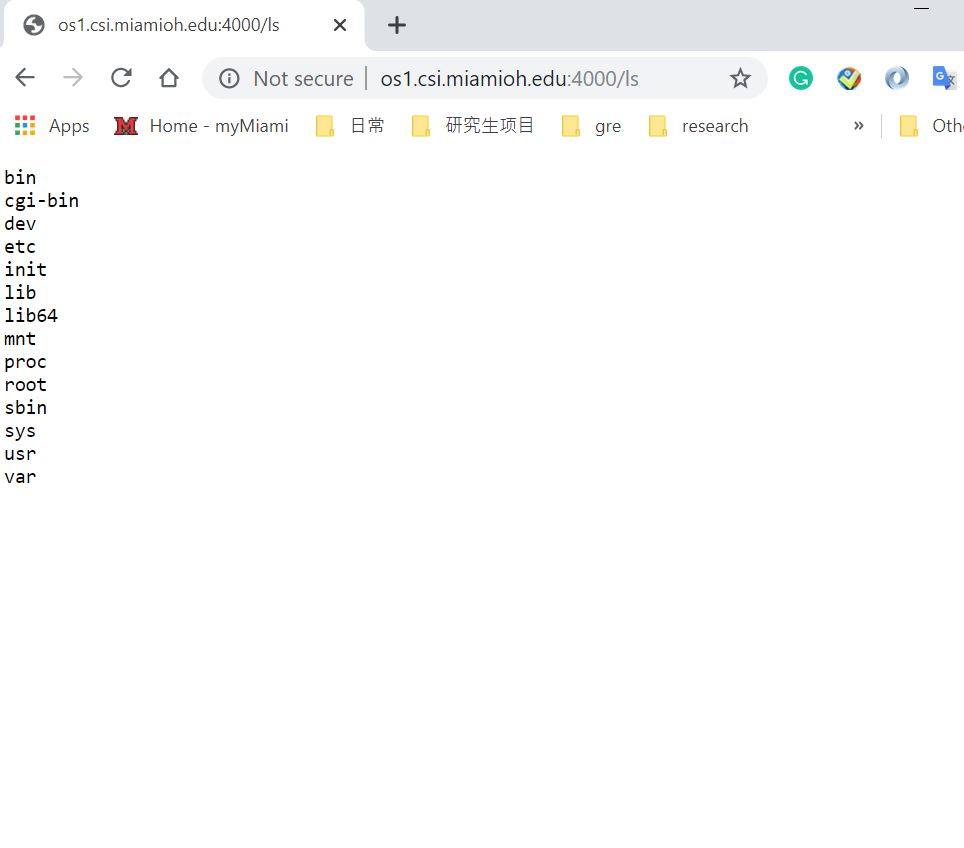 os1.csi.miamioh.edu:4000/ls
Not secure | os1.csi.miamioh.edu:4000/ls
Apps Home - myMiami 日常 研究生项目 gre research » Oth
bin
cgi-bin
dev
etc
init
lib
lib64
mnt
proc
root
sbin
sys
usr
var